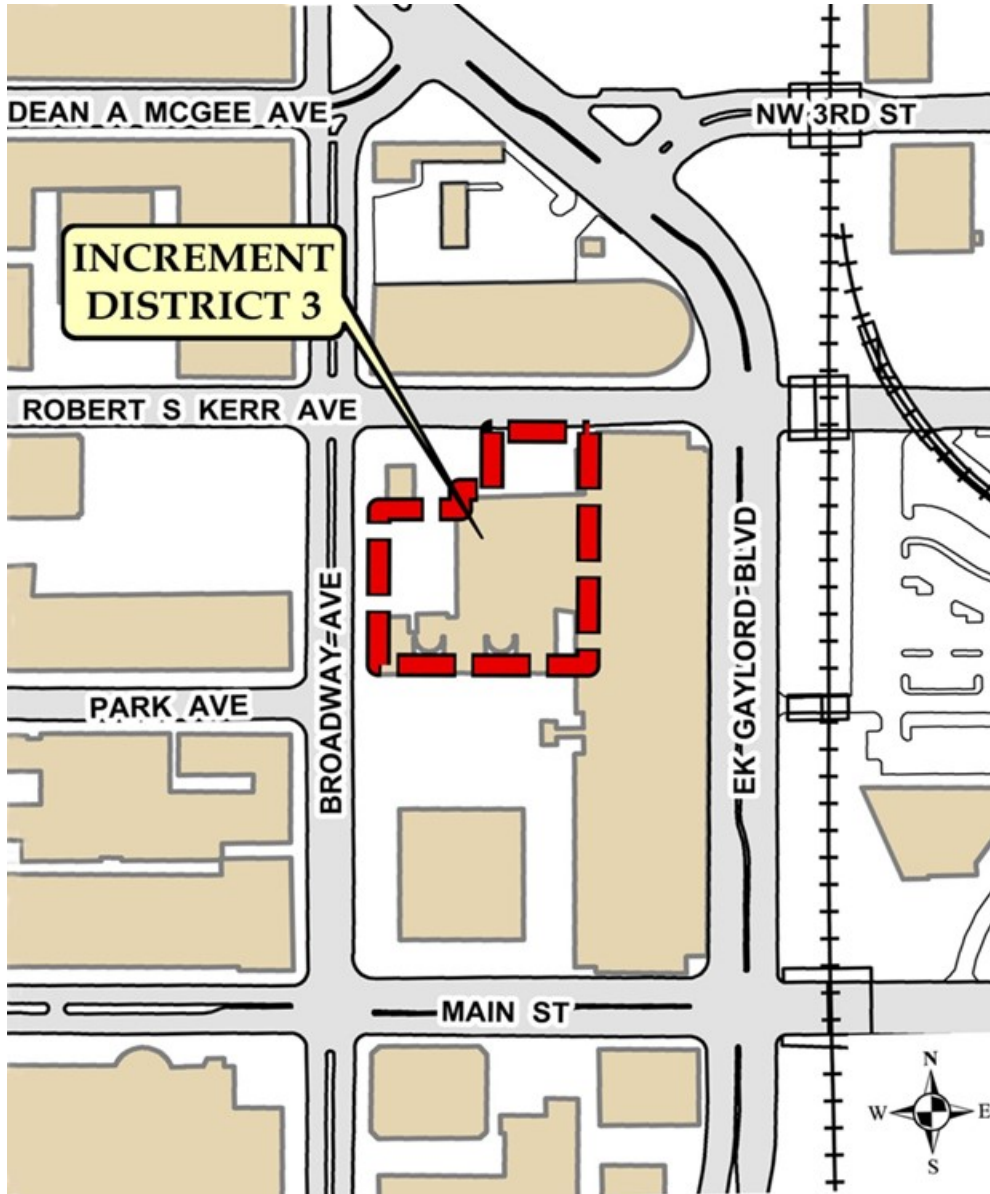 DEAN A MCGEE AVE
NW 3RD ST
INCREMENT
DISTRICT 3
ROBERT S KERR AVE
BROADWAY AVE
EK GAYLORD BLVD
PARK AVE
MAIN ST
N
W
E
S